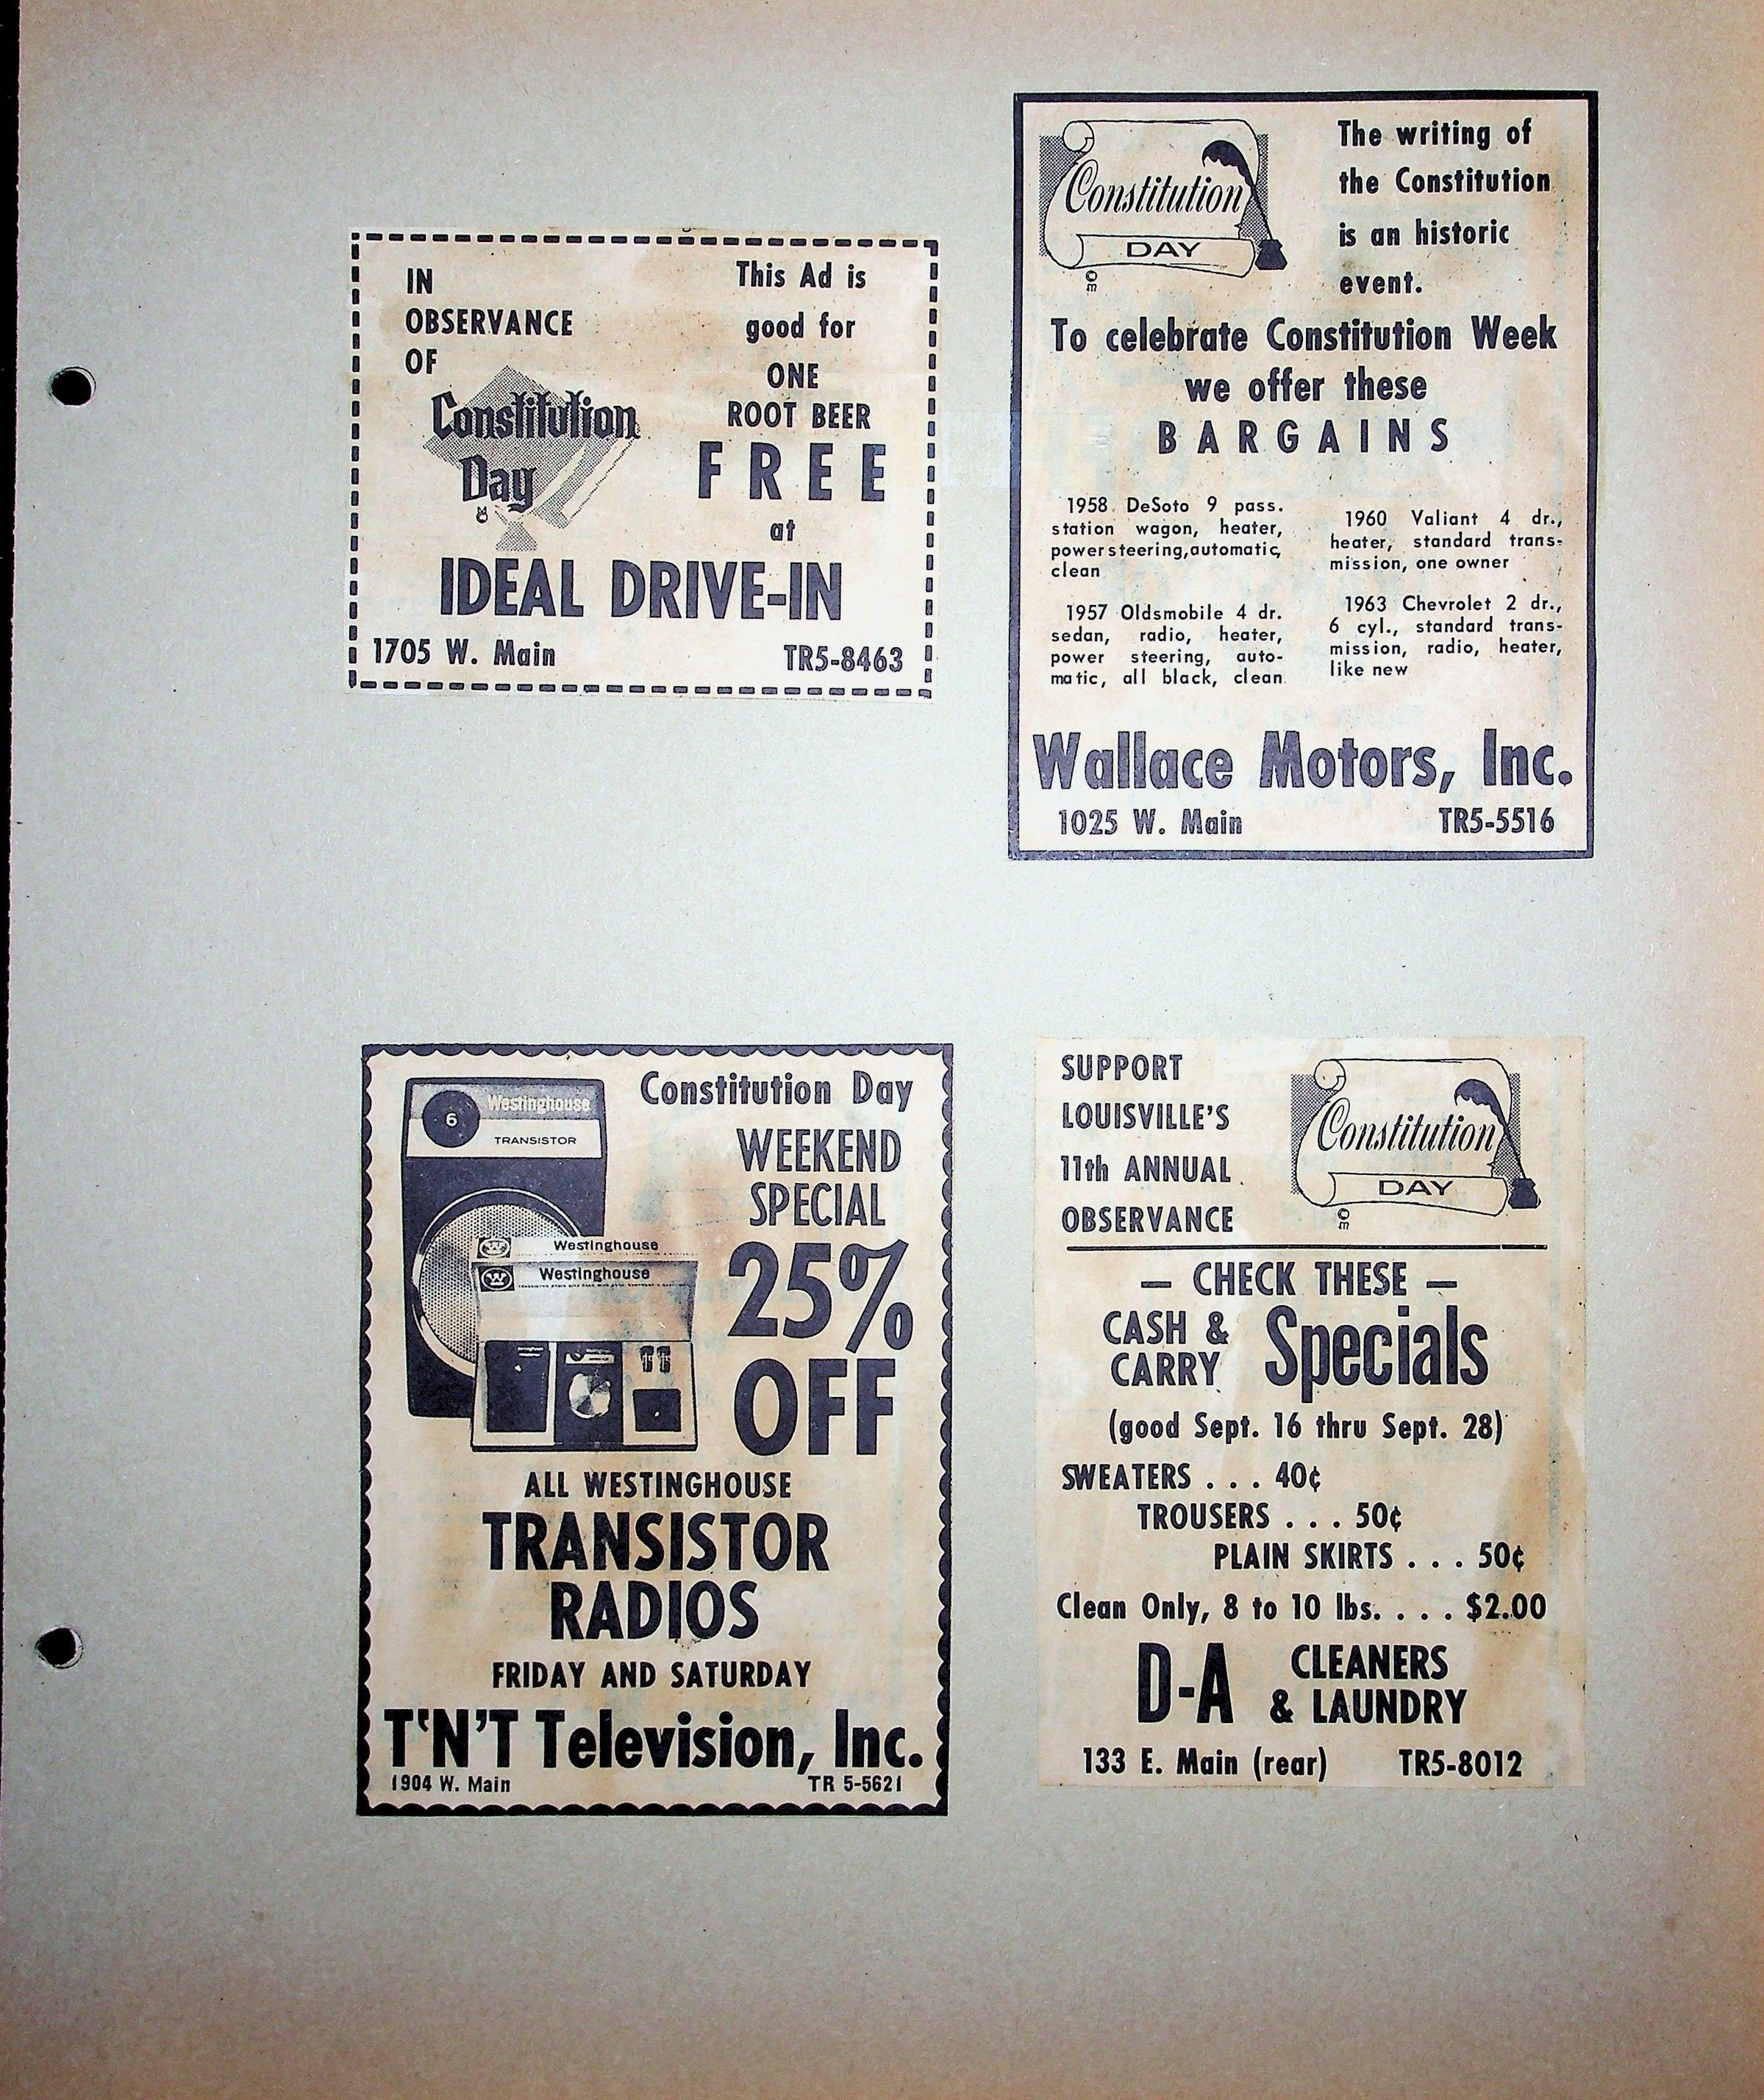 IN
OBSERVANCE
OF
Constitution
Day
This Ad is
good for
ONE
ROOT BEER
FREE
at
IDEAL DRIVE-IN
1705 W. Main TR5-8463
Constitution
DAY
The writing of
the Constitution
is an historic
event.
To celebrate Constitution Week
we offer these
BARGAINS
1958 DeSoto 9 pass.
station wagon, heater,
power steering, automatic,
clean
1957 Oldsmobile 4 dr.
sedan, radio, heater,
power steering, auto-
matic, all black, clean
1960 Valiant 4 dr.,
heater, standard trans-
mission, one owner
1963 Chevrolet 2 dr.,
6 cyl., standard trans-
mission, radio, heater,
like new
Wallace Motors, Inc.
1025 W. Main TR5-5516
6
Westinghouse
TRANSISTOR
W Westinghouse
W Westinghouse
Constitution Day
WEEKEND
SPECIAL
25%
OFF
ALL WESTINGHOUSE
TRANSISTOR
RADIOS
FRIDAY AND SATURDAY
T'N'T Television, Inc.
1904 W. Main TR 5-5621
SUPPORT
LOUISVILLE'S
11th ANNUAL
OBSERVANCE
Constitution
DAY
— CHECK THESE —
CASH &
CARRY
Specials
(good Sept. 16 thru Sept. 28)
SWEATERS . . . 40¢
TROUSERS . . . 50¢
PLAIN SKIRTS . . . 50¢
Clean Only, 8 to 10 lbs. . . . $2.00
D-A CLEANERS
& LAUNDRY
133 E. Main (rear) TR5-8012